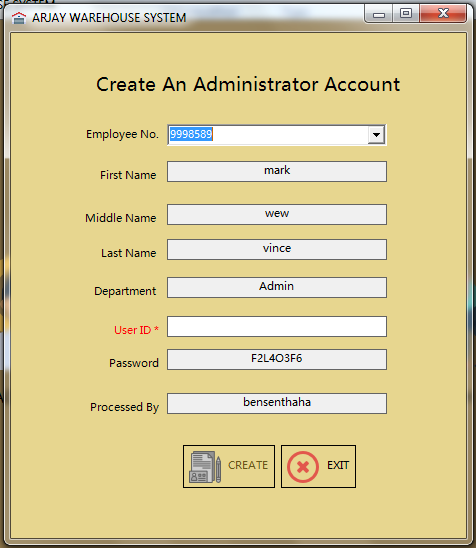 ARJAY WAREHOUSE SYSTEM
Create An Administrator Account
Employee No. 9998589
First Name mark
Middle Name wew
Last Name vince
Department Admin
User ID *
Password F2L4O3F6
Processed By bensenthaha
CREATE EXIT